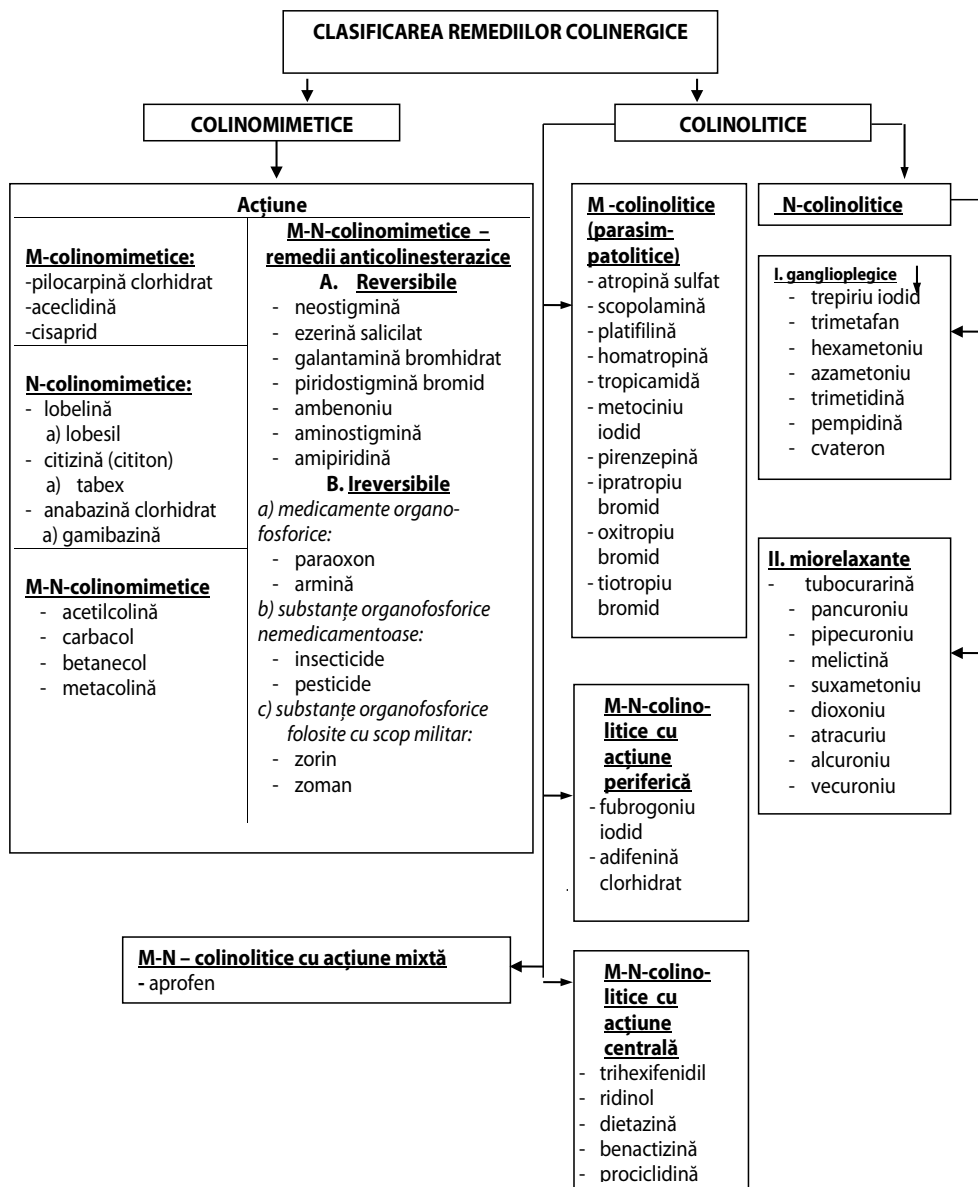 CLASIFICAREA REMEDIILOR COLINERGICE
COLINOMIMETICE
COLINOLITICE
Acțiune
M-colinomimetice:
-pilocarpină clorhidrat
-aceclidină
-cisaprid
N-colinomimetice:
- lobelină
a) lobesil
- citizină (cititon)
a) tabex
- anabazină clorhidrat
a) gamibazină
M-N-colinomimetice
- acetilcolină
- carbacol
- betanecol
- metacolină
M-N-colinomimetice –
remedii anticolinesterazice
A. Reversibile
- neostigmină
- ezerină salicilat
- galantamină bromhidrat
- piridostigmină bromid
- ambenoniu
- aminostigmină
- amipiridină
B. Ireversibile
a) medicamente organo-
fosforice:
- paraoxon
- armină
b) substanțe organofosforice
nemedicamentoase:
- insecticide
- pesticide
c) substanțe organofosforice
folosite cu scop militar:
- zorin
- zoman
M -colinolitice
(parasim-
patolitice)
- atropină sulfat
- scopolamină
- platifilină
- homatropină
- tropicamidă
- metociniu
iodid
- pirenzepină
- ipratropiu
bromid
- oxitropiu
bromid
- tiotropiu
bromid
N-colinolitice
I. ganglioplegice
- trepiriu iodid
- trimetafan
- hexametoniu
- azametoniu
- trimetidină
- pempidină
- cvateron
II. miorelaxante
- tubocurarină
- pancuroniu
- pipecuroniu
- melictină
- suxametoniu
- dioxoniu
- atracuriu
- alcuroniu
- vecuroniu
M-N-colino-
litice cu
acțiune
periferică
- fubrogoniu
iodid
- adifenină
clorhidrat
M-N – colinolitice cu acțiune mixtă
- aprofen
M-N-colino-
litice cu
acțiune
centrală
- trihexifenidil
- ridinol
- dietazină
- benactizină
- prociclidină